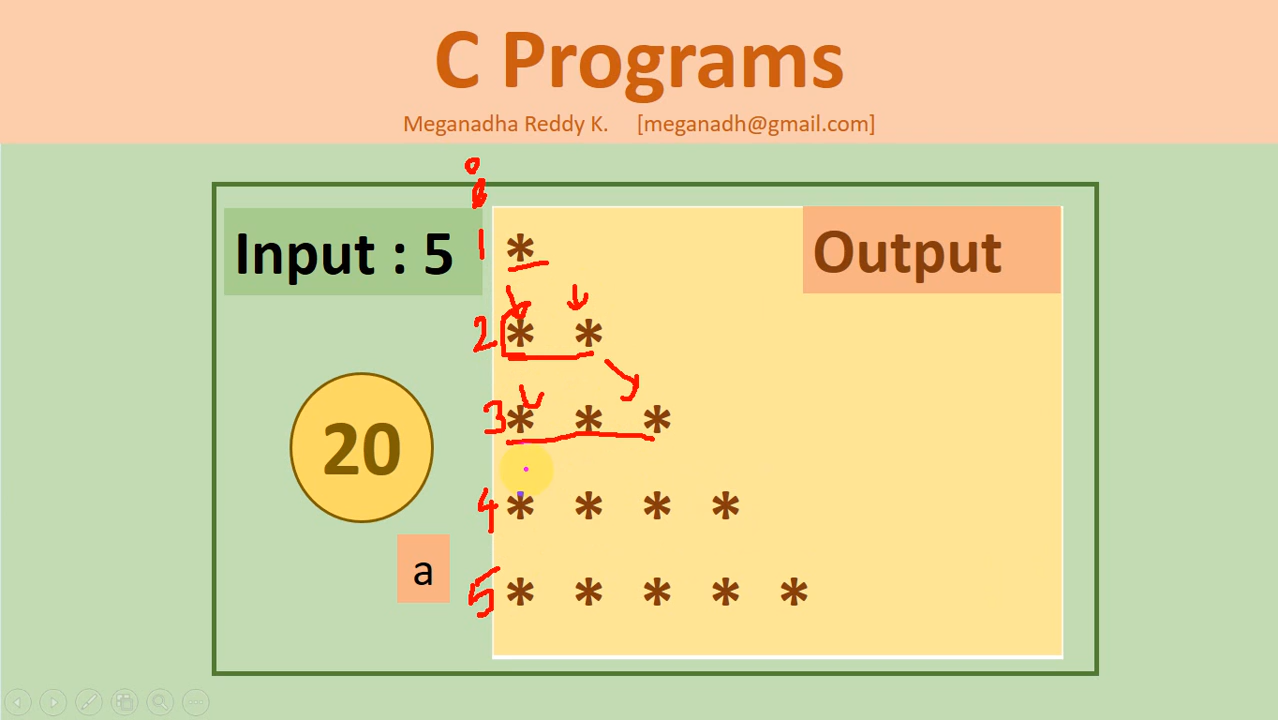 C Programs
Meganadha Reddy K. [meganadh@gmail.com]
Input : 5
Output
1 *
2 * *
3 * * *
4 * * * *
5 * * * * *
20
a